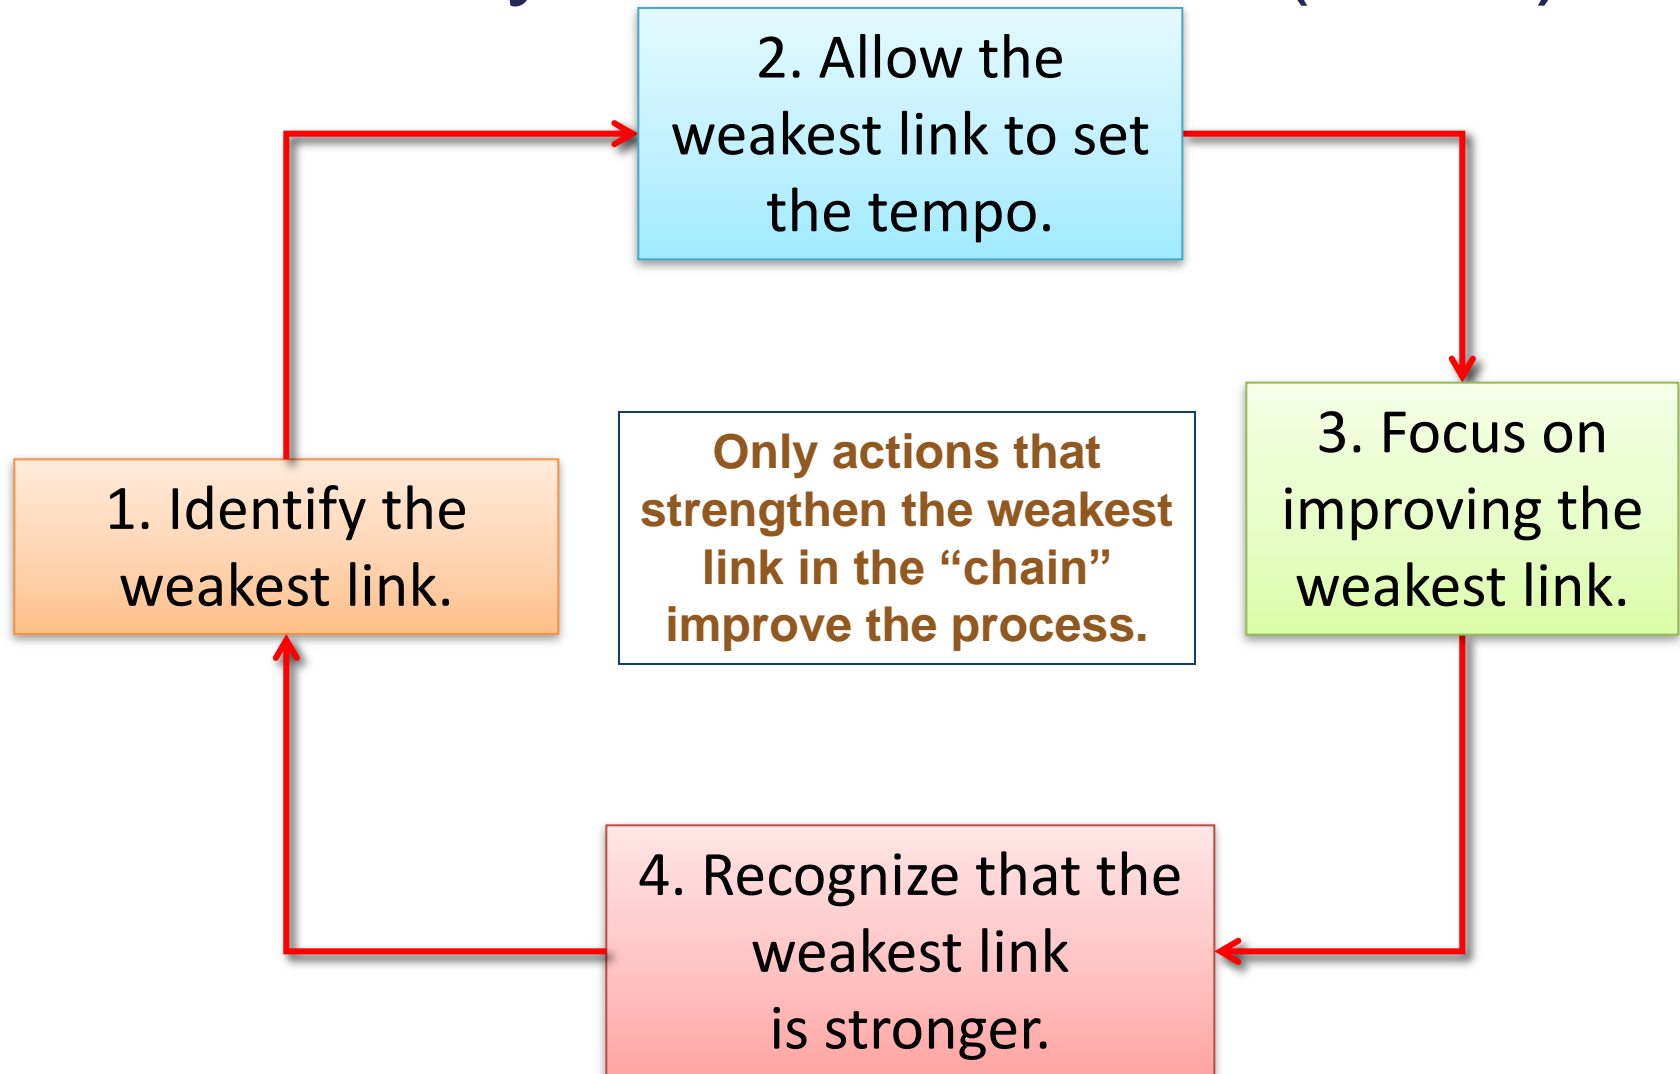 2. Allow the
weakest link to set
the tempo.
1. Identify the
weakest link.
Only actions that
strengthen the weakest
link in the “chain”
improve the process.
3. Focus on
improving the
weakest link.
4. Recognize that the
weakest link
is stronger.